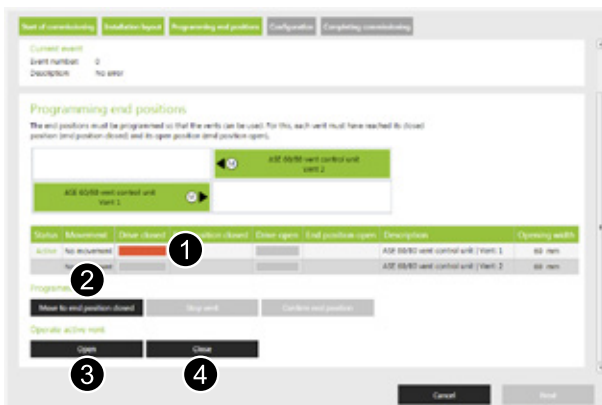 Start of commissioning Installation layout Programming end positions Configuration Completing commissioning
Current event
Event number: 0
Description: No error
Programming end positions
The end positions must be programmed so that the vents can be used. For this, each vent must have reached its closed
position (end position closed) and its open position (end position open).
ASE 60/80 vent control unit
Vent 2
ASE 60/80 vent control unit
Vent 1
Status Movement Drive closed position closed Drive open End position open Description Opening width
Active No movement ASE 60/80 vent control unit | Vent: 1 60 mm
1
ASE 60/80 vent control unit | Vent: 2 60 mm
2
Move to end position closed Stop vent Confirm end position
Operate active vent
Open Close
3 4
Cancel Next